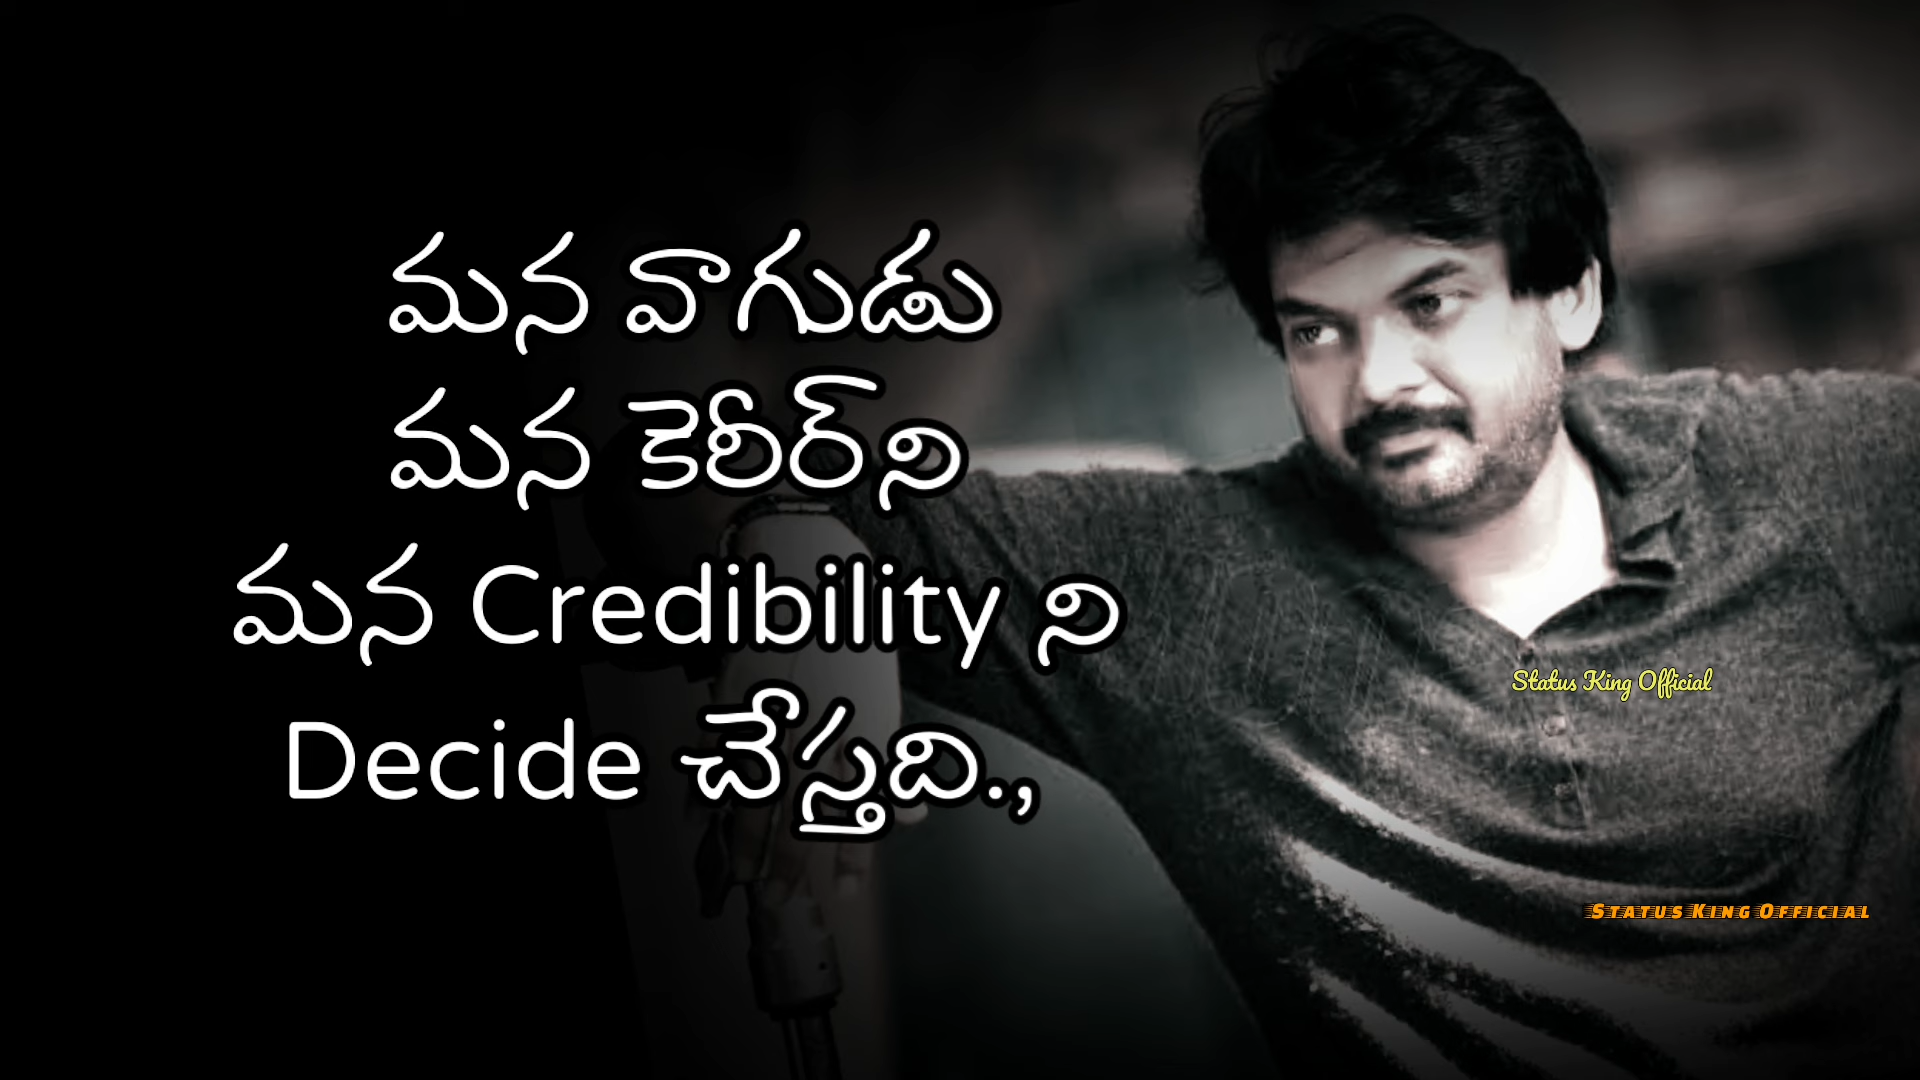 మన వాగుడు
మన కెరీర్‌ని
మన Credibility ని
Decide చేస్తది.,
Status King Official
Status King Official